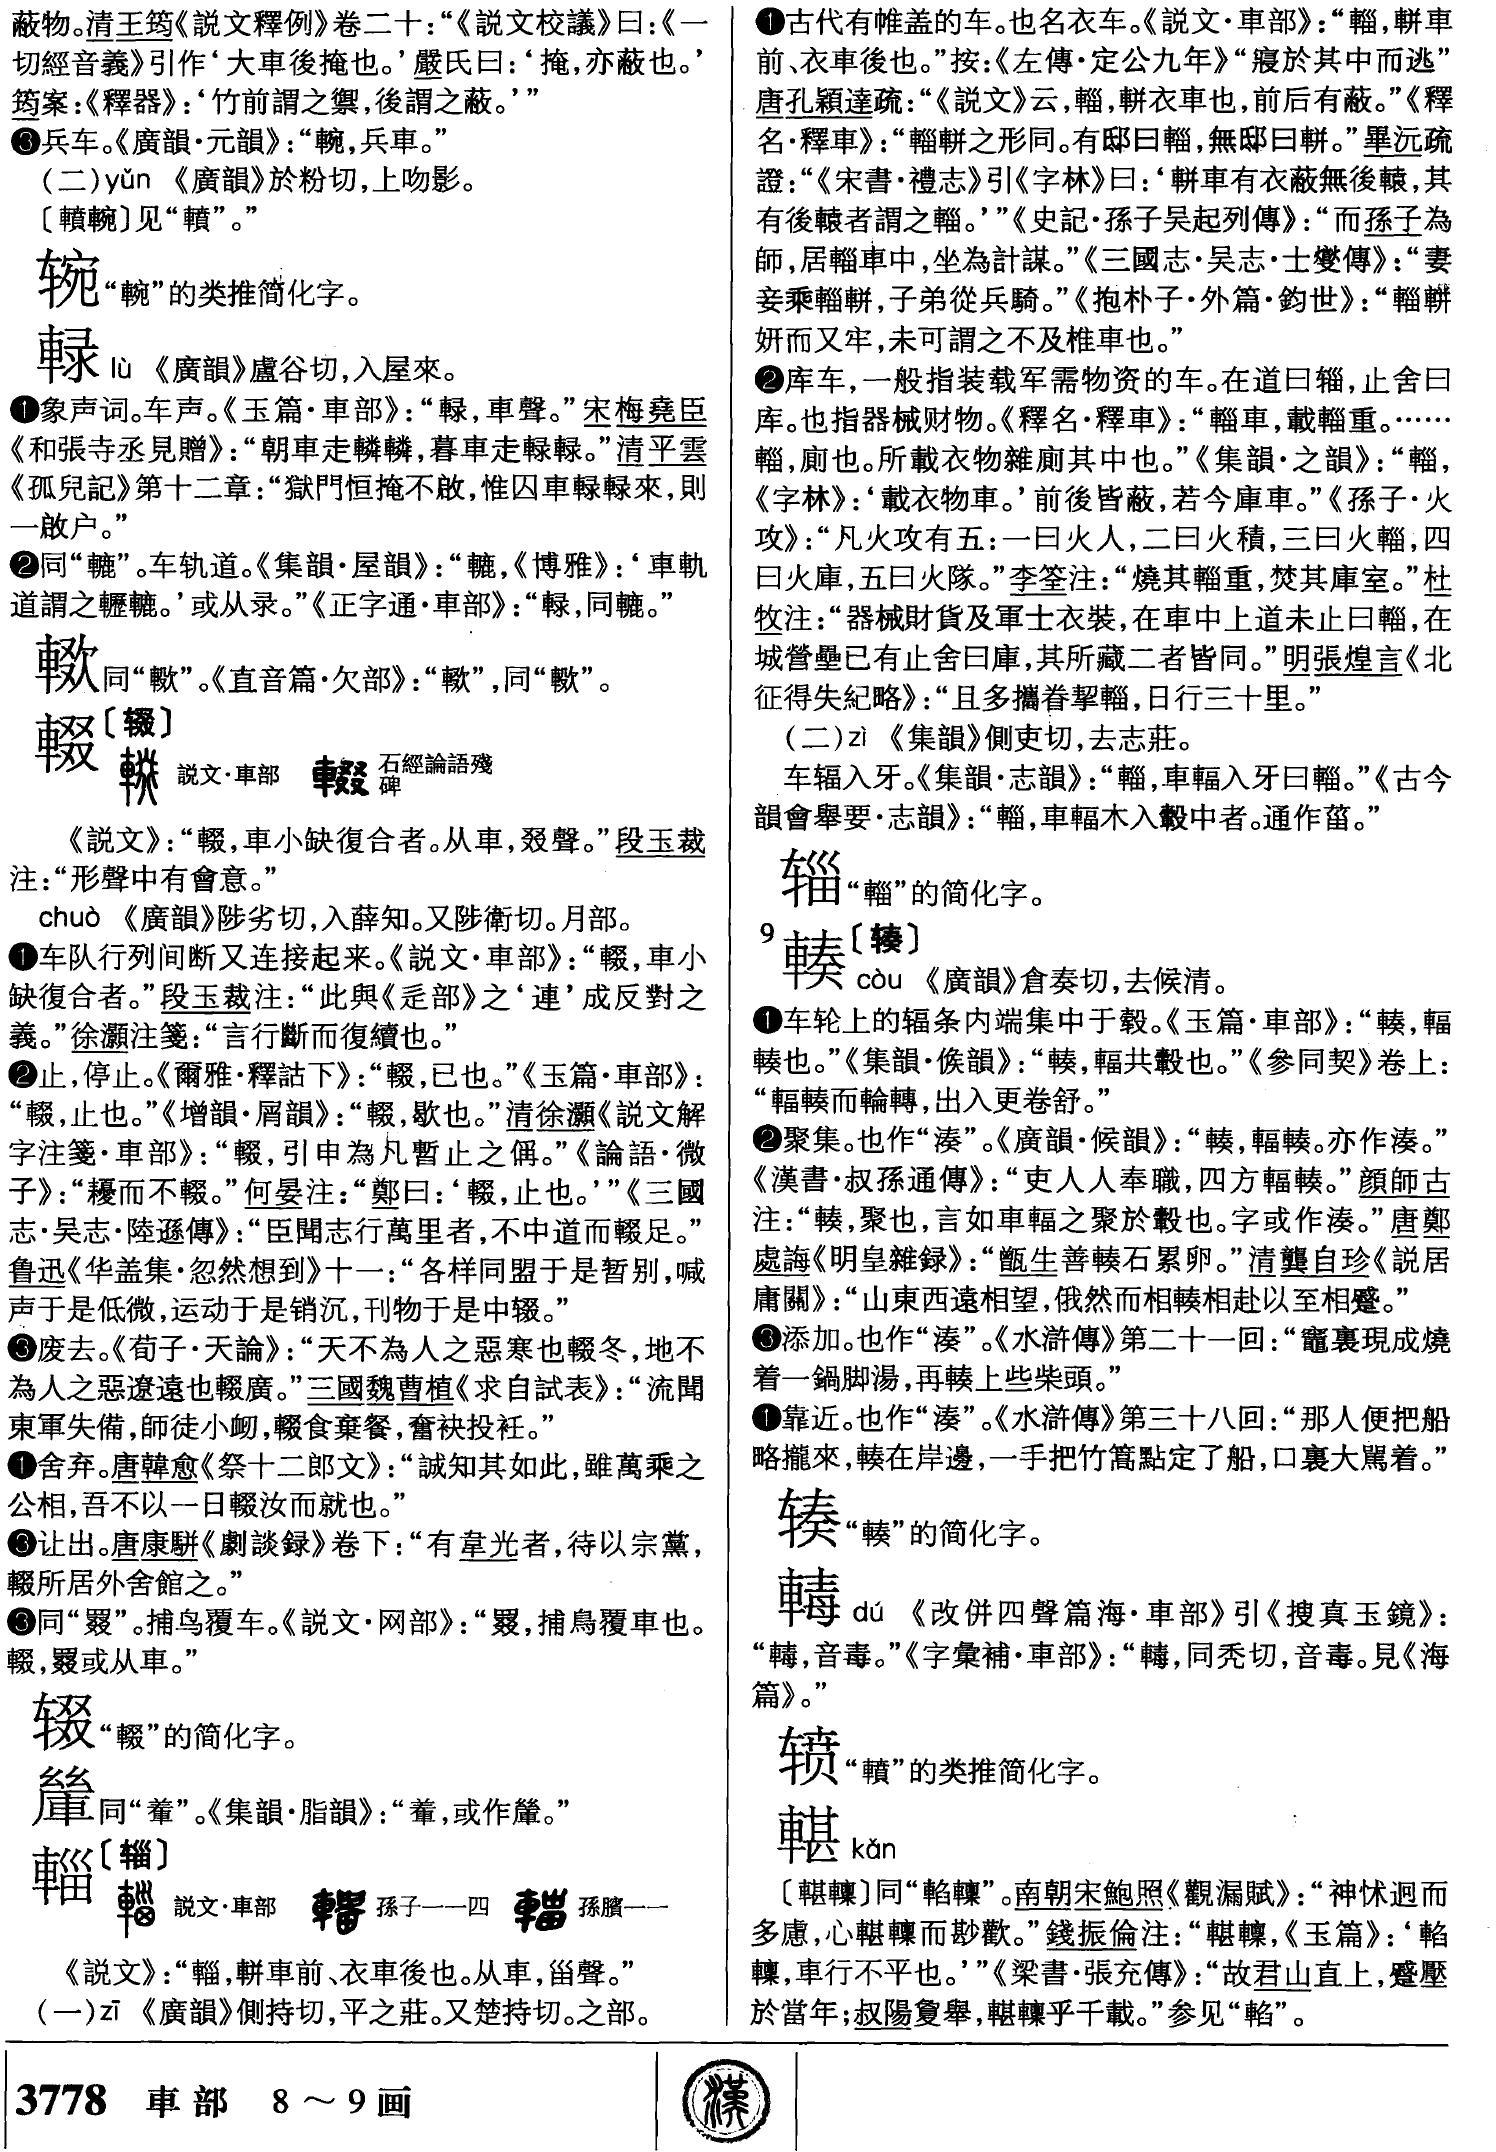 蔽物。清王筠《説文釋例》卷二十：“《説文校議》曰：《一
切經音義》引作‘大車後掩也。’嚴氏曰：‘掩，亦蔽也。’
筠案：《釋器》：‘竹前謂之禦，後謂之蔽。’”
❸兵车。《廣韻·元韻》：“輐，兵車。”
（二）yǔn 《廣韻》於粉切，上吻影。
〔轒輐〕见“轒”。”
“輐”的类推简化字。
䡜 lù 《廣韻》盧谷切，入屋來。
❶象声词。车声。《玉篇·車部》：“䡜，車聲。”宋梅堯臣
《和張寺丞見贈》：“朝車走轔轔，暮車走䡜䡜。”清平雲
《孤兒記》第十二章：“獄門恒掩不啟，惟囚車䡜䡜來，則
一啟户。”
❷同“轆”。车轨道。《集韻·屋韻》：“轆，《博雅》：‘車軌
道謂之轣轆。’或从录。”《正字通·車部》：“䡜，同轆。”
同“𨍏”。《直音篇·欠部》：“𨍏”，同“𨍏”。
輟〔辍〕
説文·車部 石經論語殘碑
《説文》：“輟，車小缺復合者。从車，叕聲。”段玉裁
注：“形聲中有會意。”
chuò 《廣韻》陟劣切，入薛知。又陟衛切。月部。
❶车队行列间断又连接起来。《説文·車部》：“輟，車小
缺復合者。”段玉裁注：“此與《辵部》之‘連’成反對之
義。”徐灝注箋：“言行斷而復續也。”
❷止，停止。《爾雅·釋詁下》：“輟，已也。”《玉篇·車部》：
“輟，止也。”《增韻·屑韻》：“輟，歇也。”清徐灝《説文解
字注箋·車部》：“輟，引申為凡暫止之偁。”《論語·微
子》：“耰而不輟。”何晏注：“鄭曰：‘輟，止也。’”《三國
志·吴志·陸遜傳》：“臣聞志行萬里者，不中道而輟足。”
鲁迅《华盖集·忽然想到》十一：“各样同盟于是暂别，喊
声于是低微，运动于是销沉，刊物于是中辍。”
❸废去。《荀子·天論》：“天不為人之惡寒也輟冬，地不
為人之惡遼遠也輟廣。”三國魏曹植《求自試表》：“流聞
東軍失備，師徒小衂，輟食棄餐，奮袂投衽。”
❶舍弃。唐韓愈《祭十二郎文》：“誠知其如此，雖萬乘之
公相，吾不以一日輟汝而就也。”
❸让出。唐康駢《劇談録》卷下：“有韋光者，待以宗黨，
輟所居外舍館之。”
❸同“罬”。捕鸟覆车。《説文·网部》：“罬，捕鳥覆車也。
輟，罬或从車。”
辍“輟”的简化字。
同“輂”。《集韻·脂韻》：“輂，或作𨍶。”
輜〔辎〕
説文·車部 孫子一一四 孫臏一一
《説文》：“輜，軿車前、衣車後也。从車，甾聲。”
（一）zī 《廣韻》側持切，平之莊。又楚持切。之部。
❶古代有帷盖的车。也名衣车。《説文·車部》：“輜，軿車
前、衣車後也。”按：《左傳·定公九年》“寢於其中而逃”
唐孔穎達疏：“《説文》云，輜，軿衣車也，前后有蔽。”《釋
名·釋車》：“輜軿之形同。有邸曰輜，無邸曰軿。”畢沅疏
證：“《宋書·禮志》引《字林》曰：‘軿車有衣蔽無後轅，其
有後轅者謂之輜。’”《史記·孫子吴起列傳》：“而孫子為
師，居輜車中，坐為計謀。”《三國志·吴志·士燮傳》：“妻
妾乘輜軿，子弟從兵騎。”《抱朴子·外篇·鈞世》：“輜軿
妍而又牢，未可謂之不及椎車也。”
❷库车，一般指装载军需物资的车。在道曰辎，止舍曰
库。也指器械财物。《釋名·釋車》：“輜車，載輜重。……
輜，廁也。所載衣物雜廁其中也。”《集韻·之韻》：“輜，
《字林》：‘載衣物車。’前後皆蔽，若今庫車。”《孫子·火
攻》：“凡火攻有五：一曰火人，二曰火積，三曰火輜，四
曰火庫，五曰火隊。”李筌注：“燒其輜重，焚其庫室。”杜
牧注：“器械財貨及軍士衣裝，在車中上道未止曰輜，在
城營壘已有止舍曰庫，其所藏二者皆同。”明張煌言《北
征得失紀略》：“且多攜眷挈輜，日行三十里。”
（二）zì 《集韻》側吏切，去志莊。
车辐入牙。《集韻·志韻》：“輜，車輻入牙曰輜。”《古今
韻會舉要·志韻》：“輜，車輻木入轂中者。通作菑。”
辎“輜”的简化字。
9 輳〔辏〕
còu 《廣韻》倉奏切，去候清。
❶车轮上的辐条内端集中于毂。《玉篇·車部》：“輳，輻
輳也。”《集韻·𠋫韻》：“輳，輻共轂也。”《參同契》卷上：
“輻輳而輪轉，出入更卷舒。”
❷聚集。也作“湊”。《廣韻·候韻》：“輳，輻輳。亦作湊。”
《漢書·叔孫通傳》：“吏人人奉職，四方輻輳。”顔師古
注：“輳，聚也，言如車輻之聚於轂也。字或作湊。”唐鄭
處誨《明皇雜録》：“甑生善輳石累卵。”清龔自珍《説居
庸關》：“山東西遠相望，俄然而相輳相赴以至相蹙。”
❸添加。也作“湊”。《水滸傳》第二十一回：“竈裏現成燒
着一鍋脚湯，再輳上些柴頭。”
❶靠近。也作“湊”。《水滸傳》第三十八回：“那人便把船
略攏來，輳在岸邊，一手把竹篙點定了船，口裏大駡着。”
辏“輳”的简化字。
dú 《改併四聲篇海·車部》引《搜真玉鏡》：
“𨎢，音毒。”《字彙補·車部》：“𨎢，同秃切，音毒。見《海
篇》。”
“轒”的类推简化字。
䡪 kǎn
〔䡪轗〕同“輡轗”。南朝宋鮑照《觀漏賦》：“神怵迥而
多慮，心䡪轗而尠歡。”錢振倫注：“䡪轗，《玉篇》：‘輡
轗，車行不平也。’”《梁書·張充傳》：“故君山直上，蹙壓
於當年；叔陽敻舉，䡪轗乎千載。”参见“輡”。
3778 車部 8～9画
漢